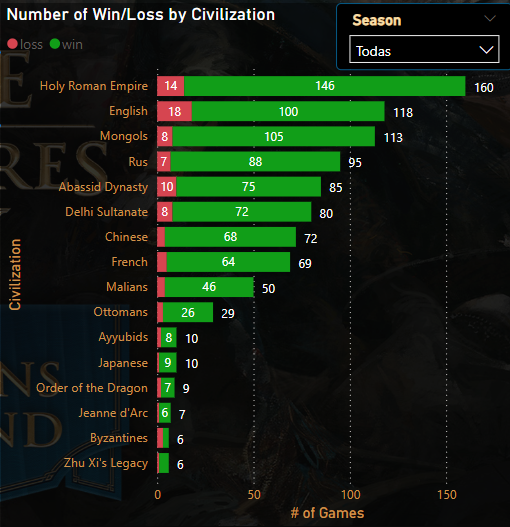 Number of Win/Loss by Civilization
Season
loss win
Todas
Holy Roman Empire 14 146 160
English 18 100 118
Mongols 8 105 113
Rus 7 88 95
Abassid Dynasty 10 75 85
Delhi Sultanate 8 72 80
Chinese 68 72
French 64 69
Malians 46 50
Ottomans 26 29
Ayyubids 8 10
Japanese 9 10
Order of the Dragon 7 9
Jeanne d'Arc 6 7
Byzantines 6
Zhu Xi's Legacy 6
Civilization
0 50 100 150
# of Games